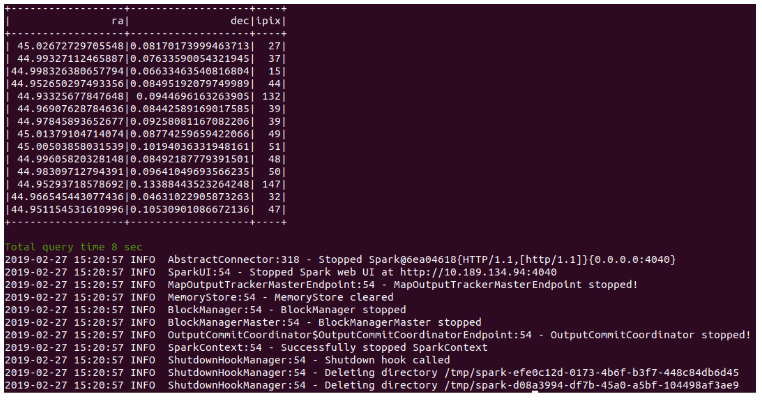 +-----------------+-------------------+----+
| ra| dec|ipix|
+-----------------+-------------------+----+
| 45.02672729705548|0.08170173999463713| 27|
| 44.99327112465887|0.07633590054321945| 37|
|44.998326380657794|0.06633463540816804| 15|
|44.952650297493356|0.08495192079749989| 44|
| 44.93325677847648| 0.0944696163263905| 132|
| 44.96907628784636|0.08442589169017585| 39|
| 44.97845893652677|0.09258081167082206| 39|
| 45.01379104714074|0.08774259659422066| 49|
| 45.00503858031539|0.10194036331948161| 51|
| 44.99605820328148|0.08492187779391501| 48|
| 44.98309712794391|0.09641049693566235| 50|
| 44.95293718578692|0.13388443523264248| 147|
|44.966545443077436|0.04631022905873263| 32|
|44.951154531610996|0.10530901086672136| 47|
+-----------------+-------------------+----+
Total query time 8 sec
2019-02-27 15:20:57 INFO AbstractConnector:318 - Stopped Spark@6ea04618{HTTP/1.1,[http/1.1]}{0.0.0.0:4040}
2019-02-27 15:20:57 INFO SparkUI:54 - Stopped Spark web UI at http://10.189.134.94:4040
2019-02-27 15:20:57 INFO MapOutputTrackerMasterEndpoint:54 - MapOutputTrackerMasterEndpoint stopped!
2019-02-27 15:20:57 INFO MemoryStore:54 - MemoryStore cleared
2019-02-27 15:20:57 INFO BlockManager:54 - BlockManager stopped
2019-02-27 15:20:57 INFO BlockManagerMaster:54 - BlockManagerMaster stopped
2019-02-27 15:20:57 INFO OutputCommitCoordinator$OutputCommitCoordinatorEndpoint:54 - OutputCommitCoordinator stopped!
2019-02-27 15:20:57 INFO SparkContext:54 - Successfully stopped SparkContext
2019-02-27 15:20:57 INFO ShutdownHookManager:54 - Shutdown hook called
2019-02-27 15:20:57 INFO ShutdownHookManager:54 - Deleting directory /tmp/spark-efe0c12d-0173-4b6f-b3f7-448c84db6d45
2019-02-27 15:20:57 INFO ShutdownHookManager:54 - Deleting directory /tmp/spark-d08a3994-df7b-45a0-a5bf-104498af3ae9